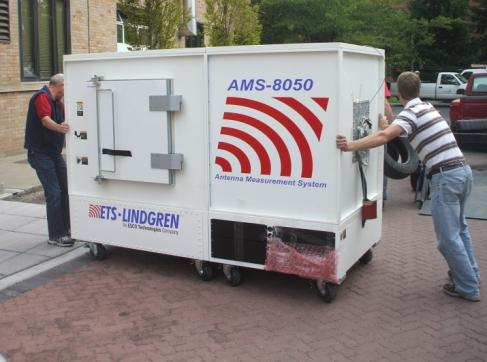 AMS-8050
Antenna Measurement System
ETS·LINDGREN
An ESCO Technologies Company